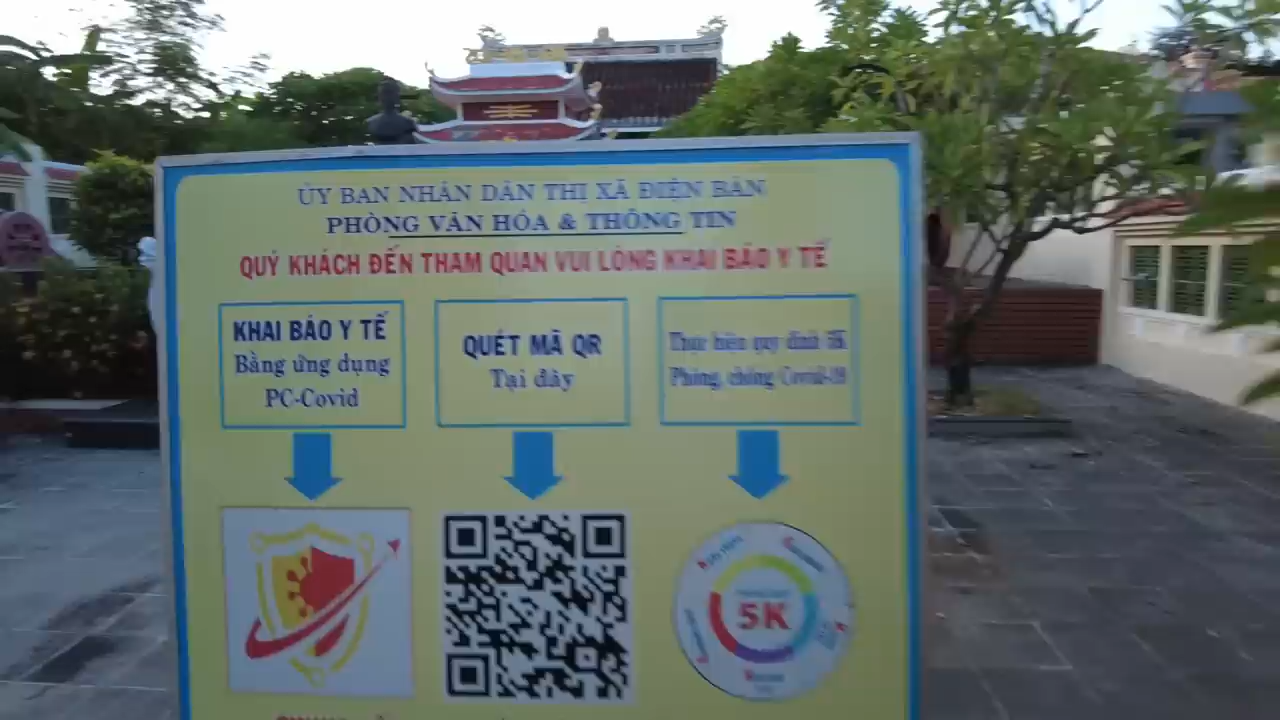 ỦY BAN NHÂN DÂN THỊ XÃ ĐIỆN BÀN
PHÒNG VĂN HÓA & THÔNG TIN
QUÝ KHÁCH ĐẾN THAM QUAN VUI LÒNG KHAI BÁO Y TẾ
KHAI BÁO Y TẾ
Bằng ứng dụng
PC-Covid
QUÉT MÃ QR
Tại đây
Thực hiện quy định 5K
Phòng, chống Covid-19
5K